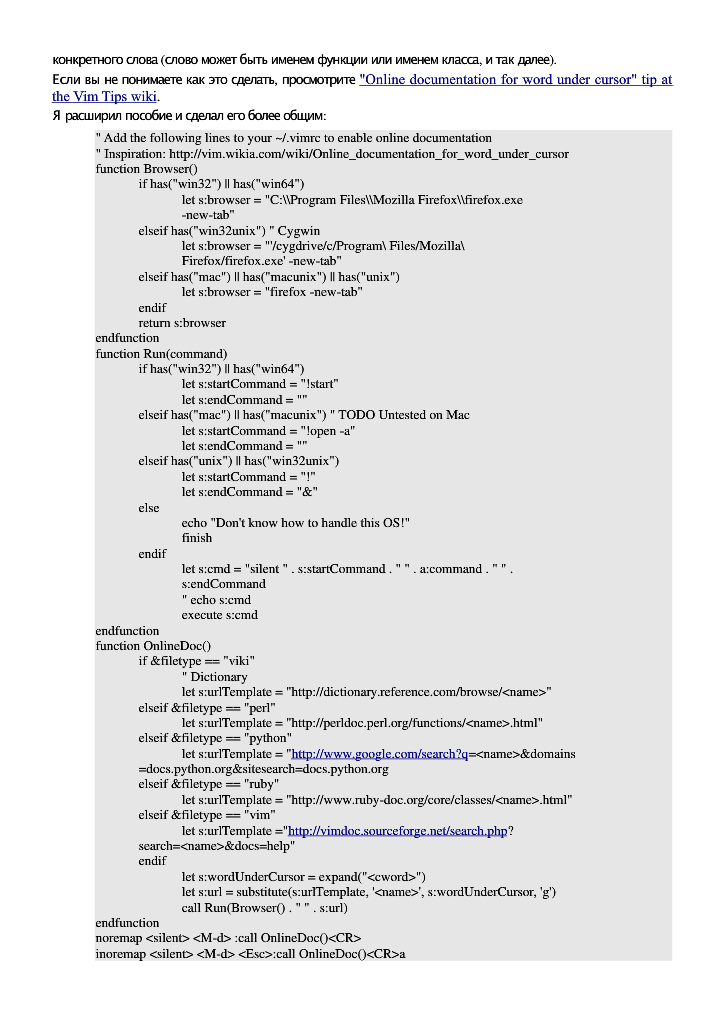 конкретного слова (слово может быть именем функции или именем класса, и так далее).
Если вы не понимаете как это сделать, просмотрите "Online documentation for word under cursor" tip at
the Vim Tips wiki.
Я расширил пособие и сделал его более общим:
" Add the following lines to your ~/.vimrc to enable online documentation
" Inspiration: http://vim.wikia.com/wiki/Online_documentation_for_word_under_cursor
function Browser()
if has("win32") || has("win64")
let s:browser = "C:\\Program Files\\Mozilla Firefox\\firefox.exe
-new-tab"
elseif has("win32unix") " Cygwin
let s:browser = "'/cygdrive/c/Program\ Files/Mozilla\
Firefox/firefox.exe' -new-tab"
elseif has("mac") || has("macunix") || has("unix")
let s:browser = "firefox -new-tab"
endif
return s:browser
endfunction
function Run(command)
if has("win32") || has("win64")
let s:startCommand = "!start"
let s:endCommand = ""
elseif has("mac") || has("macunix") " TODO Untested on Mac
let s:startCommand = "!open -a"
let s:endCommand = ""
elseif has("unix") || has("win32unix")
let s:startCommand = "!"
let s:endCommand = "&"
else
echo "Don't know how to handle this OS!"
finish
endif
let s:cmd = "silent " . s:startCommand . " " . a:command . " " .
s:endCommand
" echo s:cmd
execute s:cmd
endfunction
function OnlineDoc()
if &filetype == "viki"
" Dictionary
let s:urlTemplate = "http://dictionary.reference.com/browse/<name>"
elseif &filetype == "perl"
let s:urlTemplate = "http://perldoc.perl.org/functions/<name>.html"
elseif &filetype == "python"
let s:urlTemplate = "http://www.google.com/search?q=<name>&domains
=docs.python.org&sitesearch=docs.python.org
elseif &filetype == "ruby"
let s:urlTemplate = "http://www.ruby-doc.org/core/classes/<name>.html"
elseif &filetype == "vim"
let s:urlTemplate ="http://vimdoc.sourceforge.net/search.php?
search=<name>&docs=help"
endif
let s:wordUnderCursor = expand("<cword>")
let s:url = substitute(s:urlTemplate, '<name>', s:wordUnderCursor, 'g')
call Run(Browser() . " " . s:url)
endfunction
noremap <silent> <M-d> :call OnlineDoc()<CR>
inoremap <silent> <M-d> <Esc>:call OnlineDoc()<CR>a